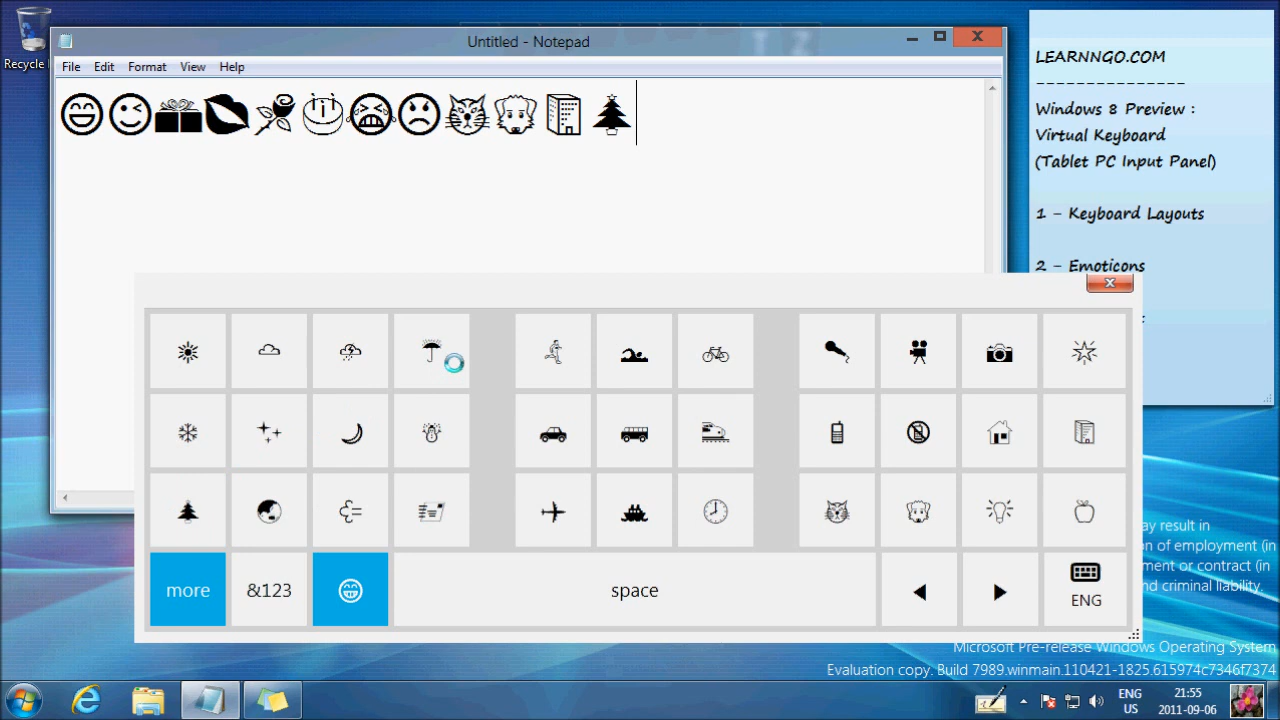 Recycle
Untitled - Notepad
File Edit Format View Help
😄😉🎁💋🌹🎂😭☹🐱🐶🏢🎄
LEARNNGO.COM
---------------
Windows 8 Preview :
Virtual Keyboard
(Tablet PC Input Panel)
1 - Keyboard Layouts
2 - Emoticons
more &123 space ENG
ay result in
on of employment (in
ment or contract (in
nd criminal liability.
Microsoft Pre-release Windows Operating System
Evaluation copy. Build 7989.winmain.110421-1825.615974c7346f7374
ENG
US
21:55
2011-09-06